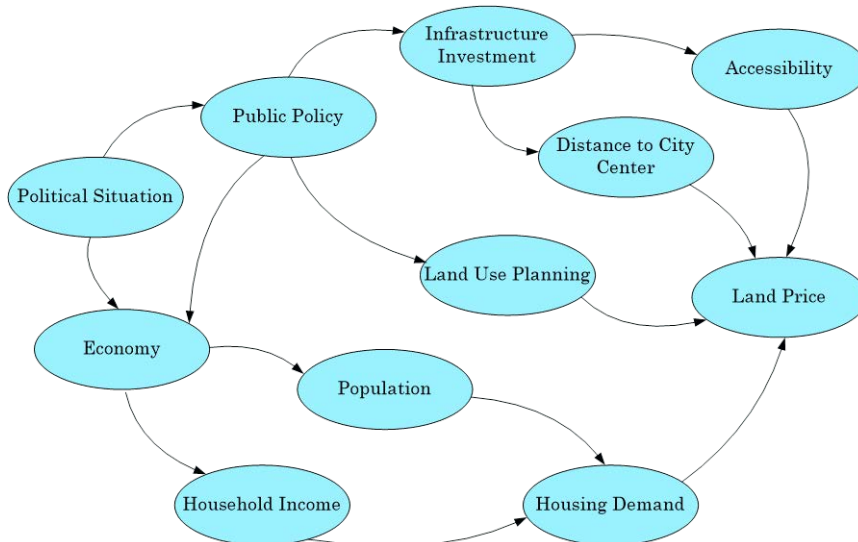 Infrastructure
Investment
Accessibility
Public Policy
Distance to City
Center
Political Situation
Land Use Planning
Land Price
Economy
Population
Household Income
Housing Demand